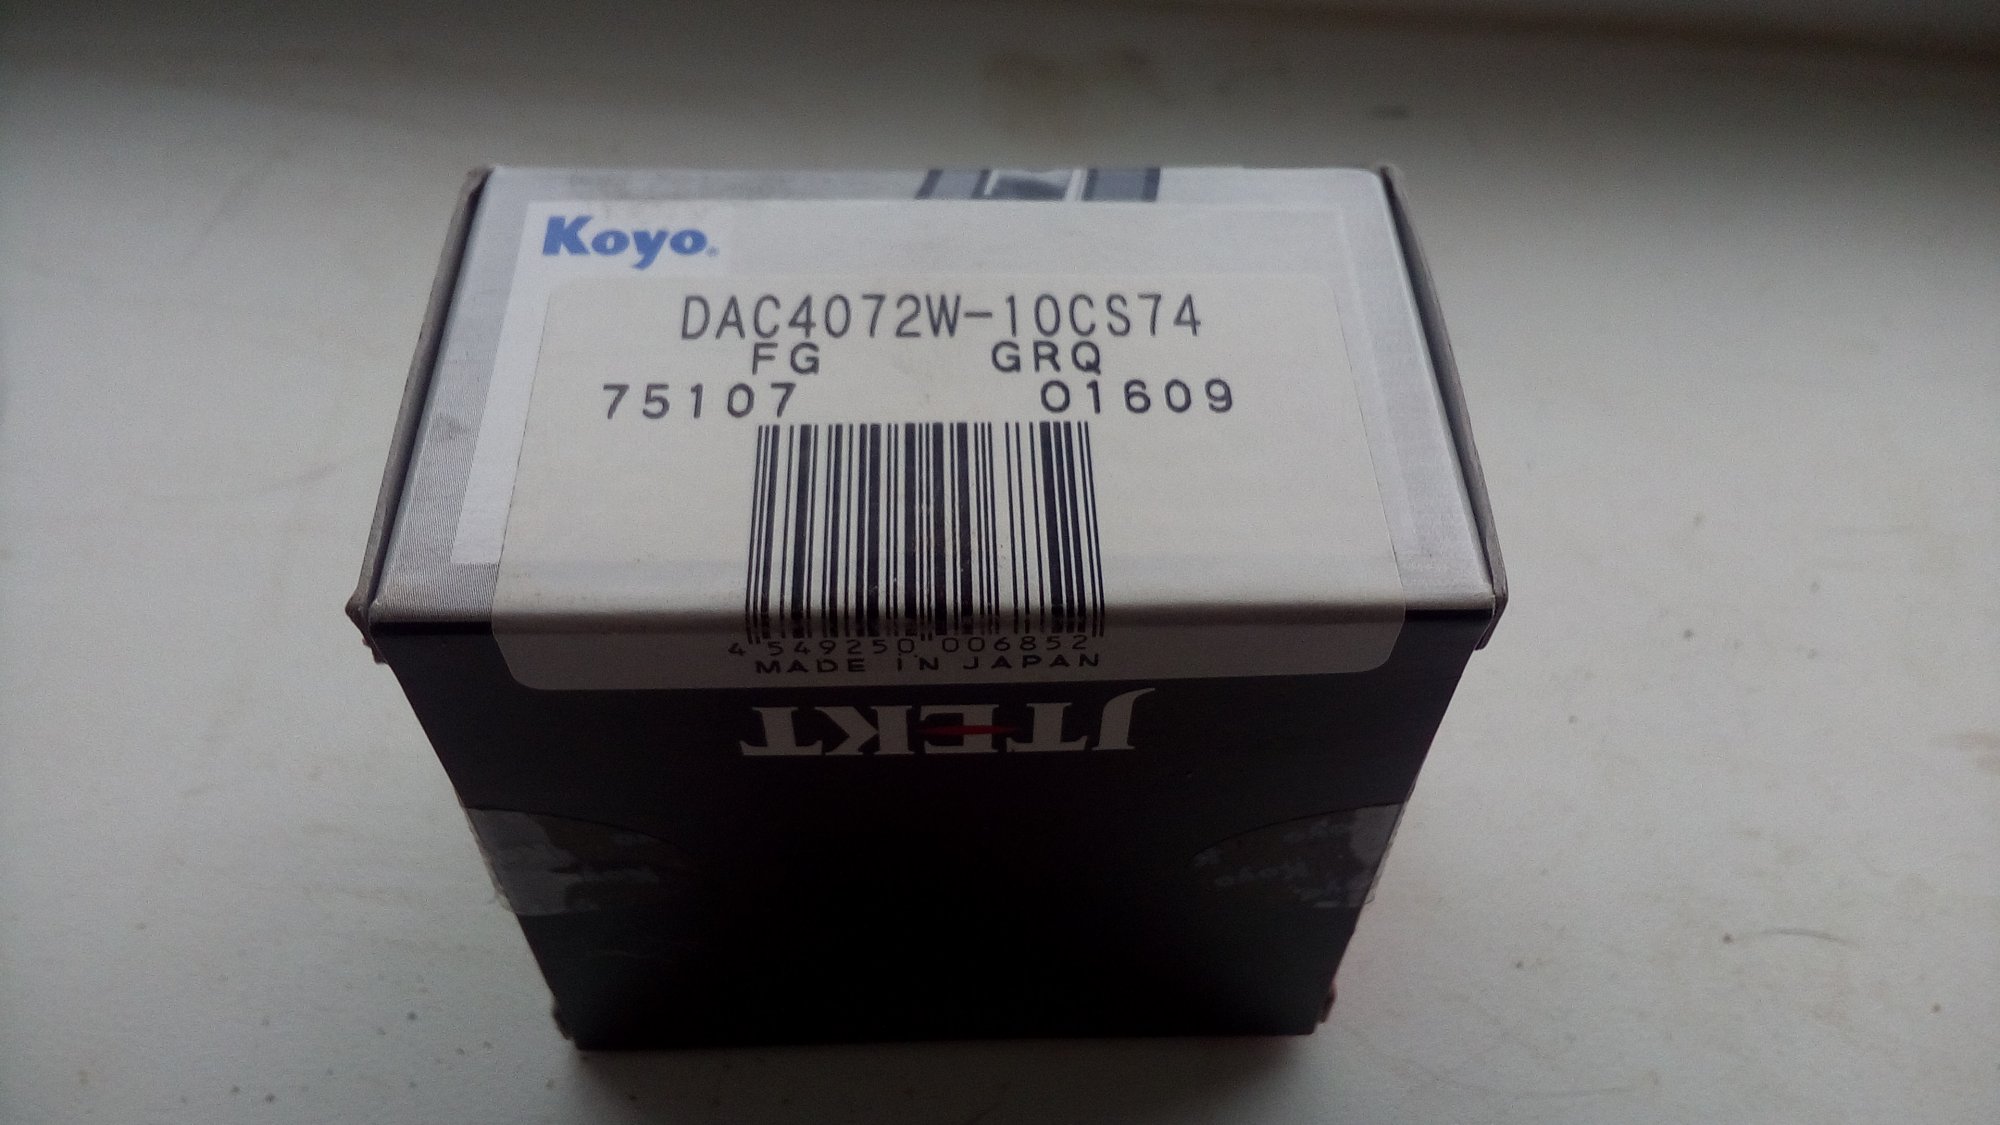 Koyo®
DAC4072W-10CS74
FG GRQ
75107 01609
4 549250 006852
MADE IN JAPAN
JTEKT